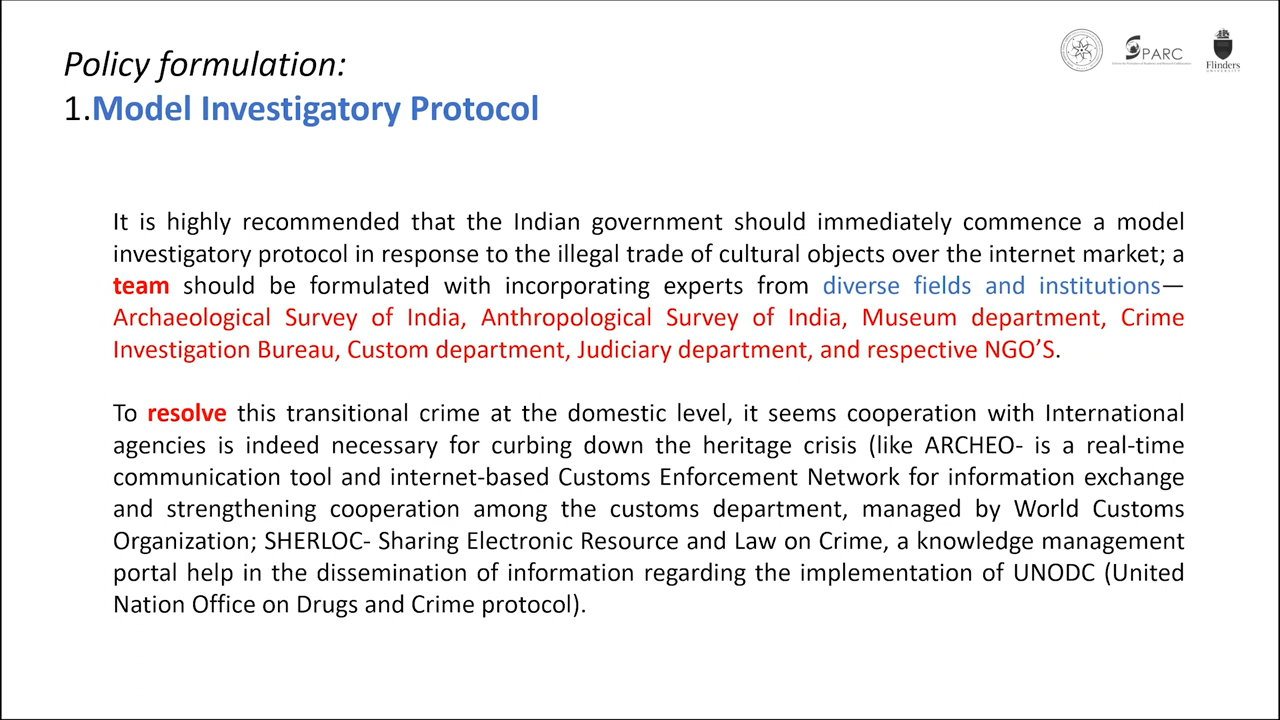 Policy formulation:
1.Model Investigatory Protocol
SPARC
Flinders
UNIVERSITY
It is highly recommended that the Indian government should immediately commence a model
investigatory protocol in response to the illegal trade of cultural objects over the internet market; a
team should be formulated with incorporating experts from diverse fields and institutions—
Archaeological Survey of India, Anthropological Survey of India, Museum department, Crime
Investigation Bureau, Custom department, Judiciary department, and respective NGO’S.
To resolve this transitional crime at the domestic level, it seems cooperation with International
agencies is indeed necessary for curbing down the heritage crisis (like ARCHEO- is a real-time
communication tool and internet-based Customs Enforcement Network for information exchange
and strengthening cooperation among the customs department, managed by World Customs
Organization; SHERLOC- Sharing Electronic Resource and Law on Crime, a knowledge management
portal help in the dissemination of information regarding the implementation of UNODC (United
Nation Office on Drugs and Crime protocol).